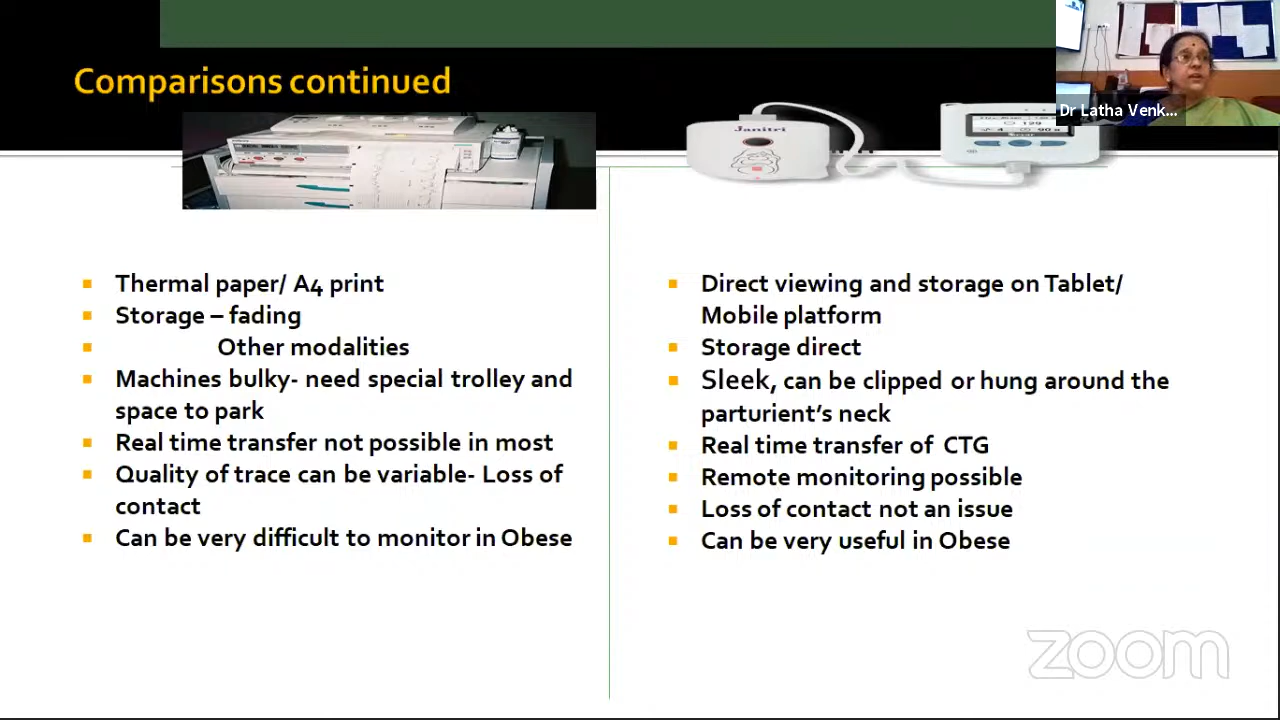 Comparisons continued
Janitri
129
4
Dr Latha Venk...
Thermal paper/ A4 print
Storage – fading
Other modalities
Machines bulky- need special trolley and
space to park
Real time transfer not possible in most
Quality of trace can be variable- Loss of
contact
Can be very difficult to monitor in Obese
Direct viewing and storage on Tablet/
Mobile platform
Storage direct
Sleek, can be clipped or hung around the
parturient’s neck
Real time transfer of CTG
Remote monitoring possible
Loss of contact not an issue
Can be very useful in Obese
zoom